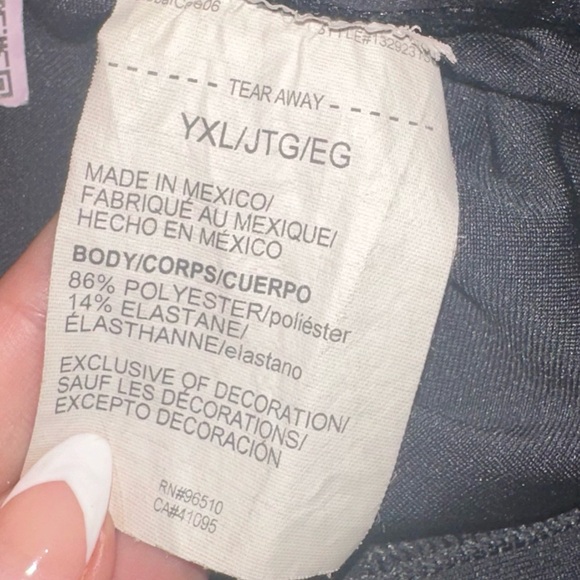 TEAR AWAY
YXL/JTG/EG
MADE IN MEXICO/
FABRIQUÉ AU MEXIQUE/
HECHO EN MÉXICO
BODY/CORPS/CUERPO
86% POLYESTER/poliéster
14% ELASTANE/
ÉLASTHANNE/elastano
EXCLUSIVE OF DECORATION/
SAUF LES DÉCORATIONS/
EXCEPTO DECORACIÓN
RN#96510
CA#41095